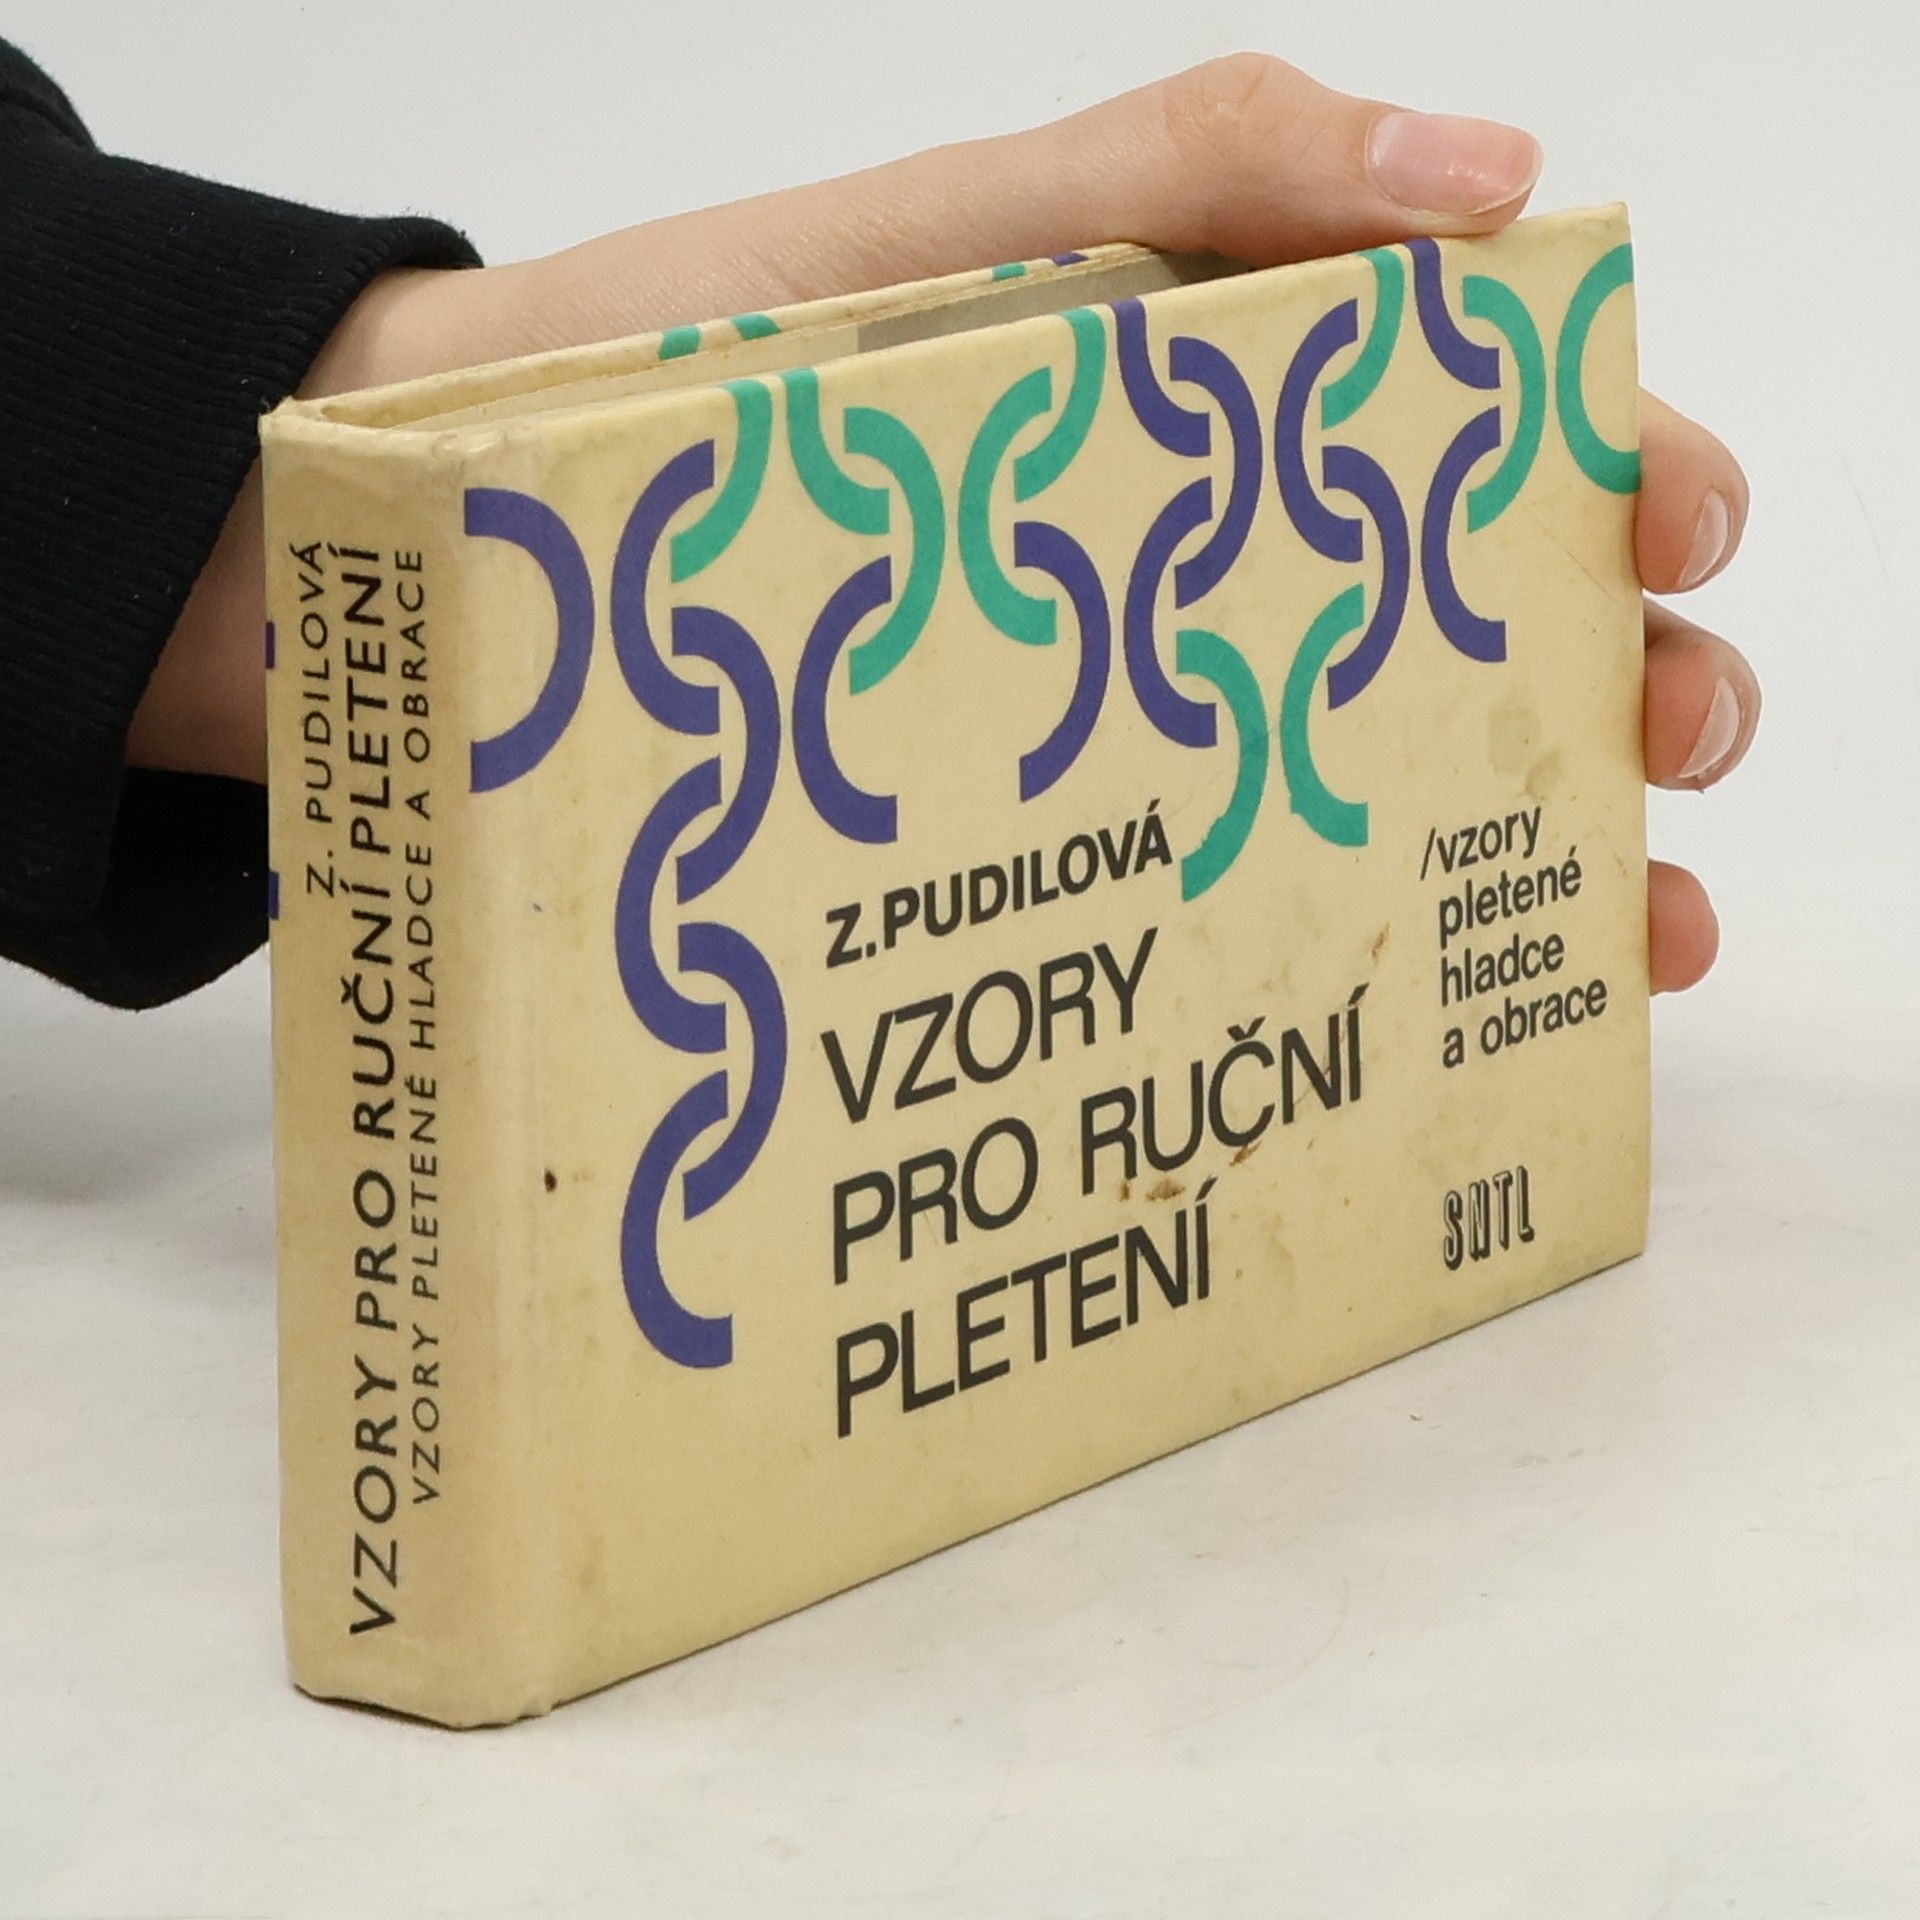 Z. PUDILOVÁ
VZORY PRO RUČNÍ PLETENÍ
VZORY PLETENÉ HLADCE A OBRACE
Z.PUDILOVÁ
VZORY
PRO RUČNÍ
PLETENÍ
/vzory
pletené
hladce
a obrace
SNTL